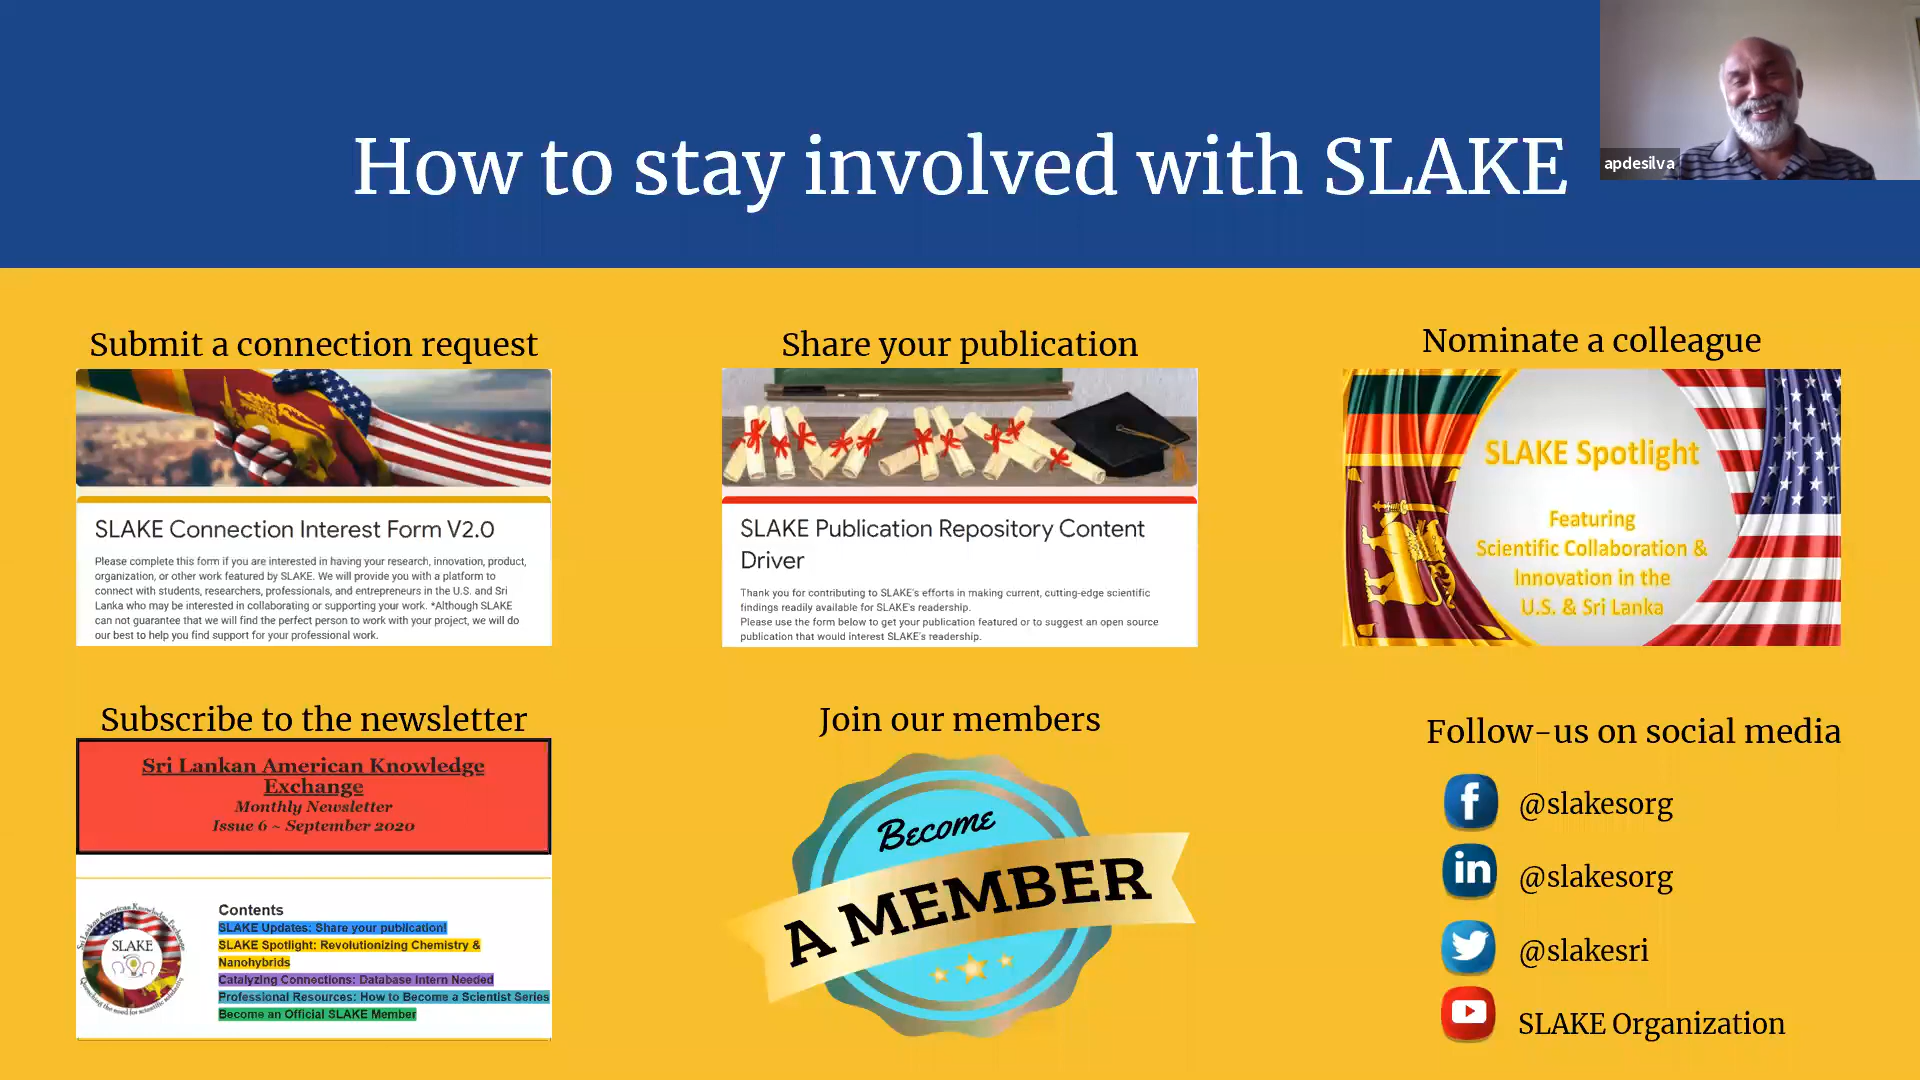 How to stay involved with SLAKE
apdesilva
Submit a connection request
SLAKE Connection Interest Form V2.0
Please complete this form if you are interested in having your research, innovation, product,
organization, or other work featured by SLAKE. We will provide you with a platform to
connect with students, researchers, professionals, and entrepreneurs in the U.S. and Sri
Lanka who may be interested in collaborating or supporting your work. *Although SLAKE
can not guarantee that we will find the perfect person to work with your project, we will do
our best to help you find support for your professional work.
Share your publication
SLAKE Publication Repository Content
Driver
Thank you for contributing to SLAKE's efforts in making current, cutting-edge scientific
findings readily available for SLAKE's readership.
Please use the form below to get your publication featured or to suggest an open source
publication that would interest SLAKE's readership.
Nominate a colleague
SLAKE Spotlight
Featuring
Scientific Collaboration &
Innovation in the
U.S. & Sri Lanka
Subscribe to the newsletter
Sri Lankan American Knowledge
Exchange
Monthly Newsletter
Issue 6 ~ September 2020
Sri Lankan American Knowledge Exchange
SLAKE
Quenching the need for scientific solidarity
Contents
SLAKE Updates: Share your publication!
SLAKE Spotlight: Revolutionizing Chemistry &
Nanohybrids
Catalyzing Connections: Database Intern Needed
Professional Resources: How to Become a Scientist Series
Become an Official SLAKE Member
Join our members
Become
A MEMBER
Follow-us on social media
@slakesorg
@slakesorg
@slakesri
SLAKE Organization